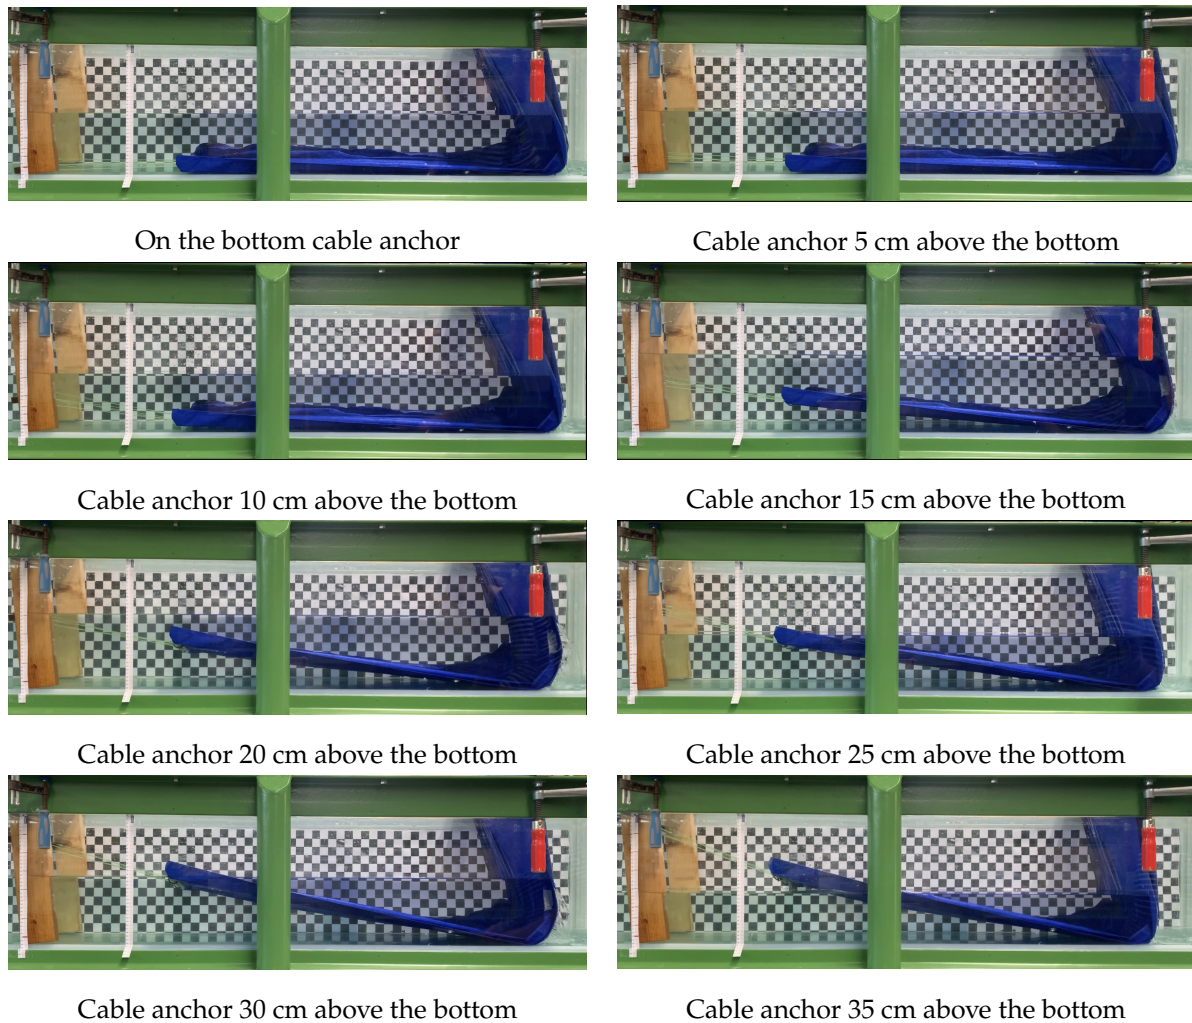 On the bottom cable anchor
Cable anchor 5 cm above the bottom
Cable anchor 10 cm above the bottom
Cable anchor 15 cm above the bottom
Cable anchor 20 cm above the bottom
Cable anchor 25 cm above the bottom
Cable anchor 30 cm above the bottom
Cable anchor 35 cm above the bottom